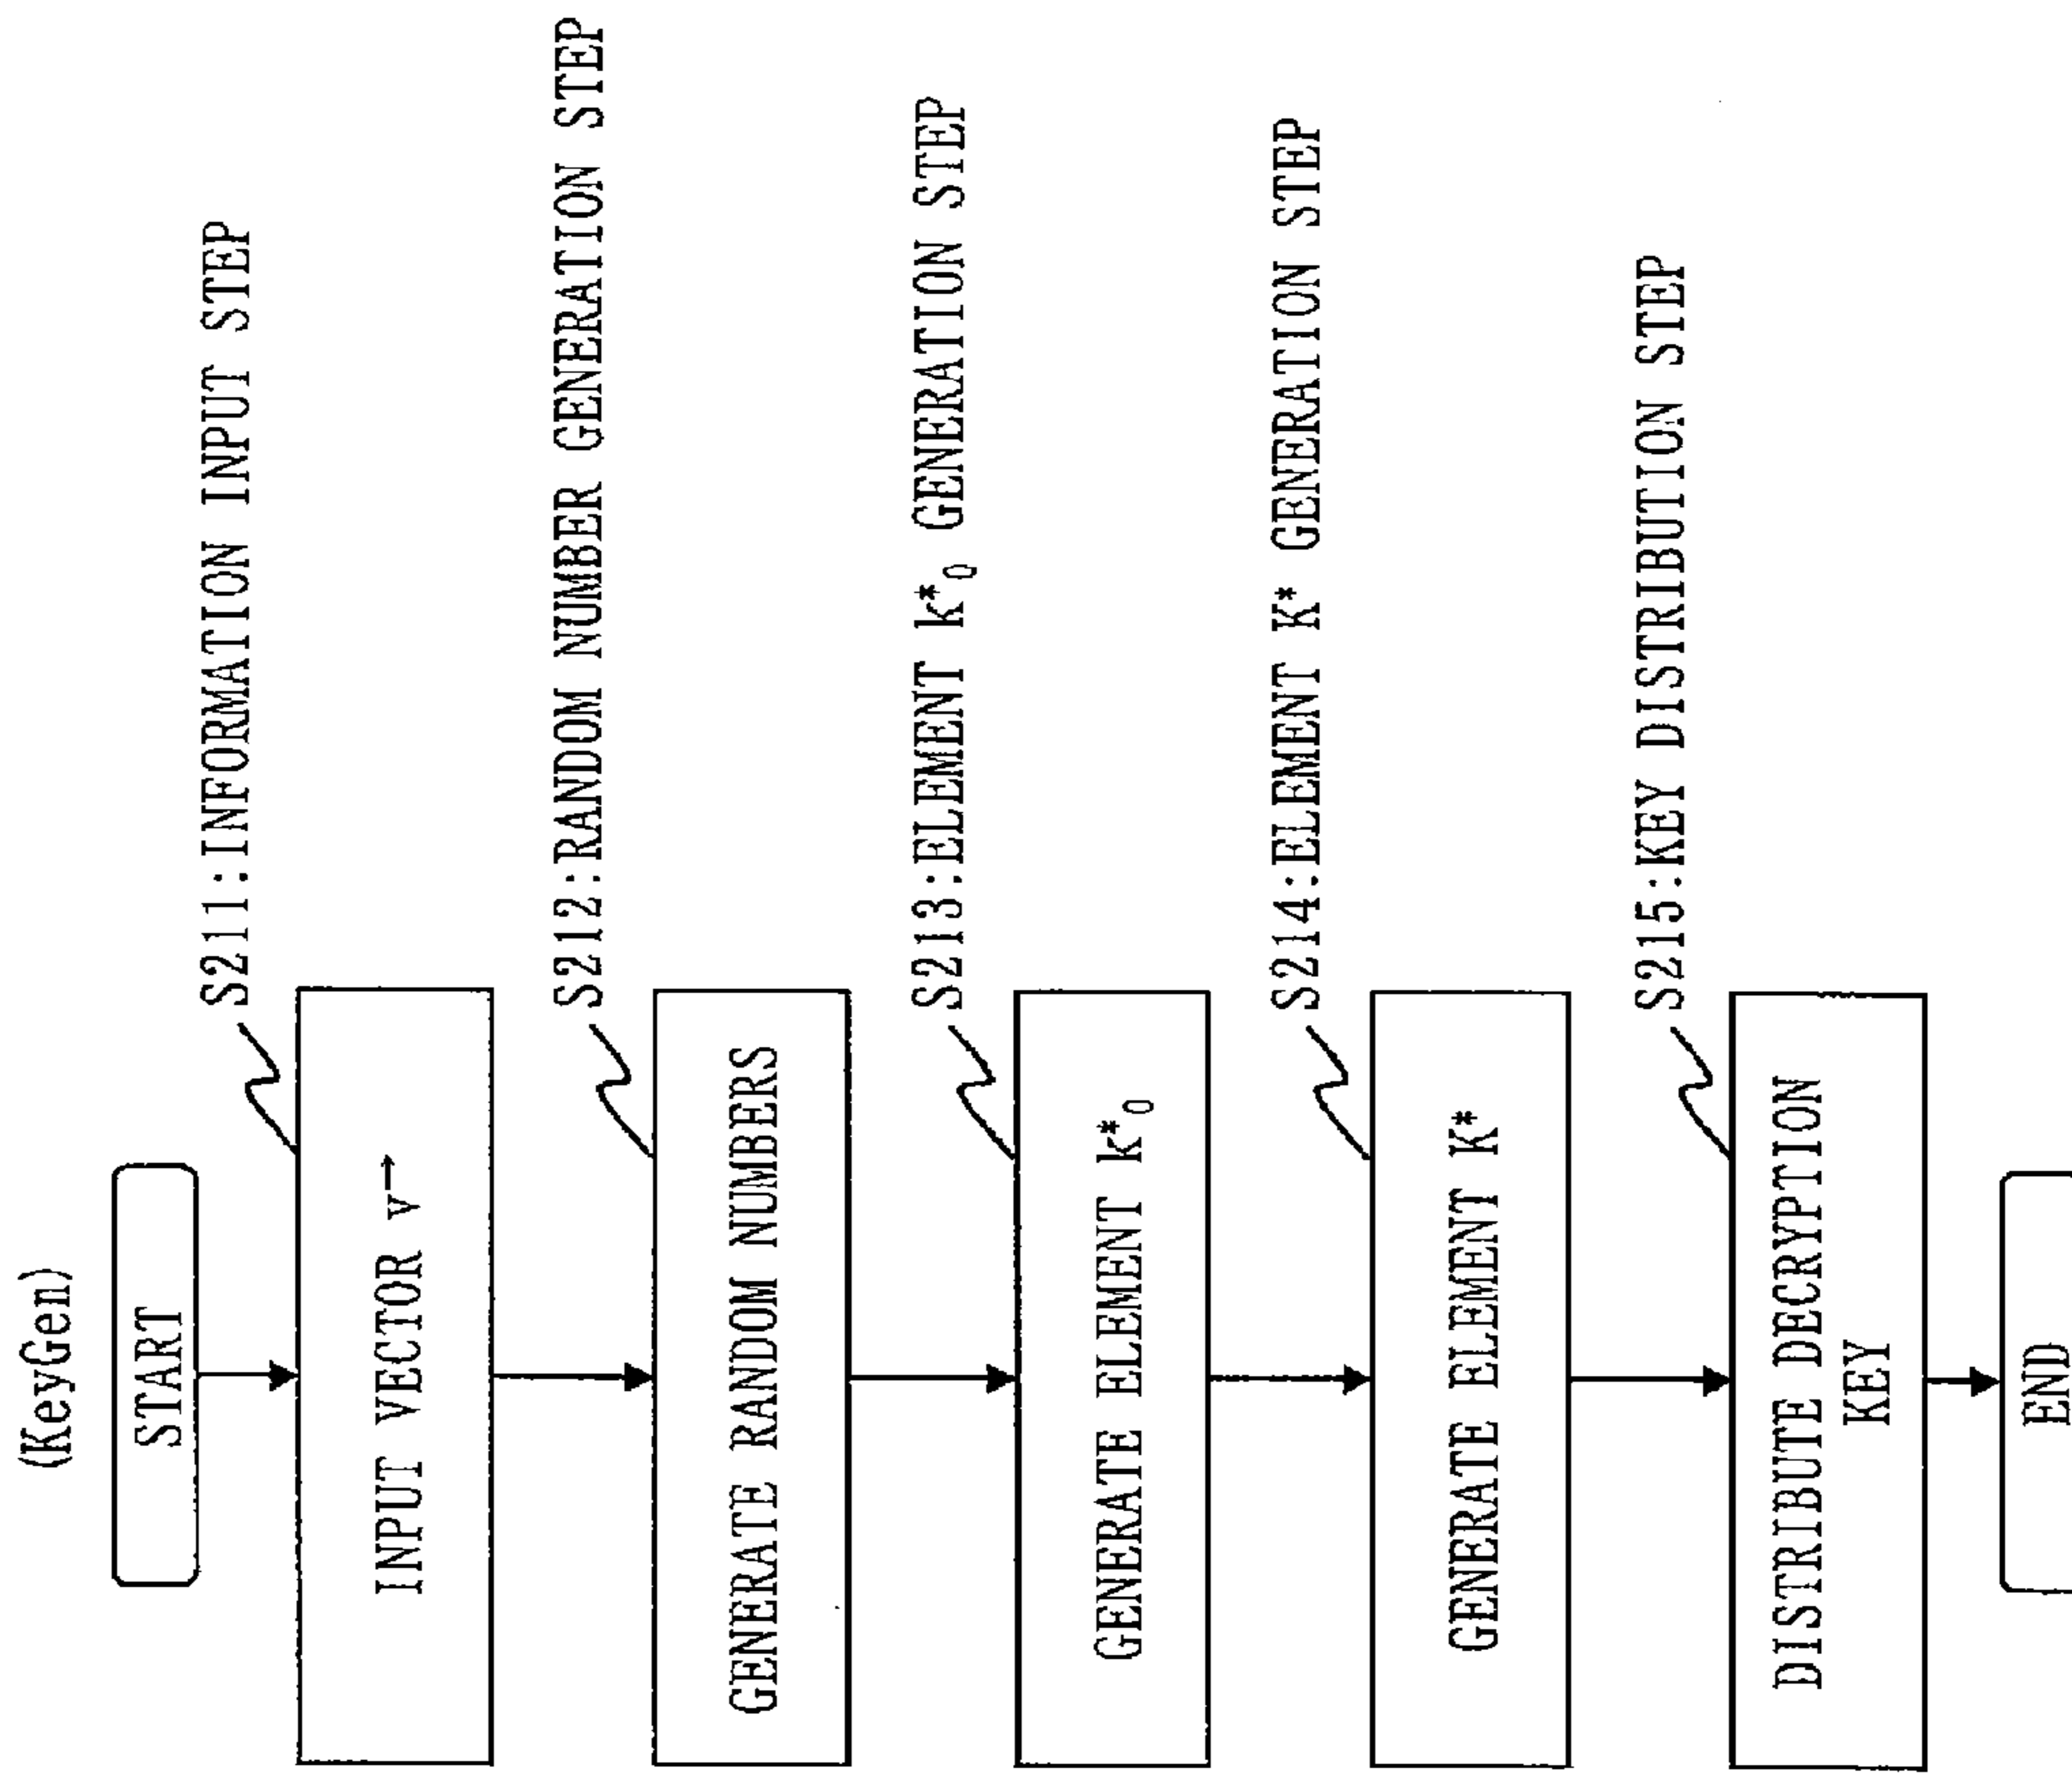 (KeyGen)
START
S211:INFORMATION INPUT STEP
INPUT VECTOR v→
S212:RANDOM NUMBER GENERATION STEP
GENERATE RANDOM NUMBERS
S213:ELEMENT k*0 GENERATION STEP
GENERATE ELEMENT k*0
S214:ELEMENT K* GENERATION STEP
GENERATE ELEMENT K*
S215:KEY DISTRIBUTION STEP
DISTRIBUTE DECRYPTION
KEY
END